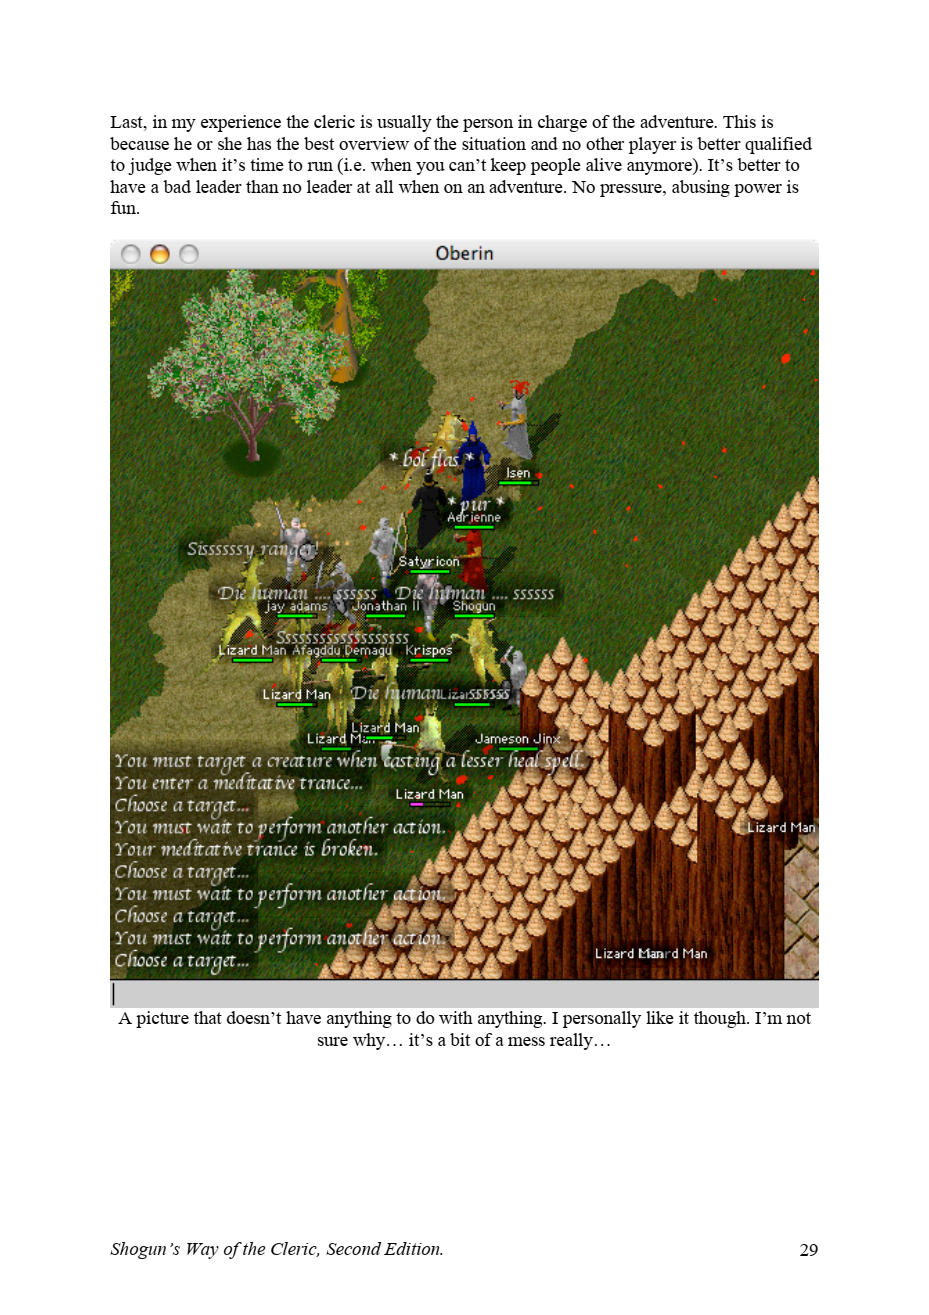 Last, in my experience the cleric is usually the person in charge of the adventure. This is
because he or she has the best overview of the situation and no other player is better qualified
to judge when it’s time to run (i.e. when you can’t keep people alive anymore). It’s better to
have a bad leader than no leader at all when on an adventure. No pressure, abusing power is
fun.
Oberin
* bol flas *
Isen
* pur *
Adrienne
Sissssssy ranger!
Satyricon
Die human .... ssssss Die human .... ssssss
jay adams Jonathan II Shogun
Sssssssssssssssss
Lizard Man Afagddu Demagu Krispos
Lizard Man Die human ssssss
Lizard Man
Lizard Man Jameson Jinx
You must target a creature when casting a lesser heal spell.
You enter a meditative trance...
Lizard Man
Choose a target...
You must wait to perform another action.
Lizard Man
Your meditative trance is broken.
Choose a target...
You must wait to perform another action.
Choose a target...
You must wait to perform another action.
Lizard Man
Choose a target...
A picture that doesn’t have anything to do with anything. I personally like it though. I’m not
sure why… it’s a bit of a mess really…
Shogun’s Way of the Cleric, Second Edition. 29